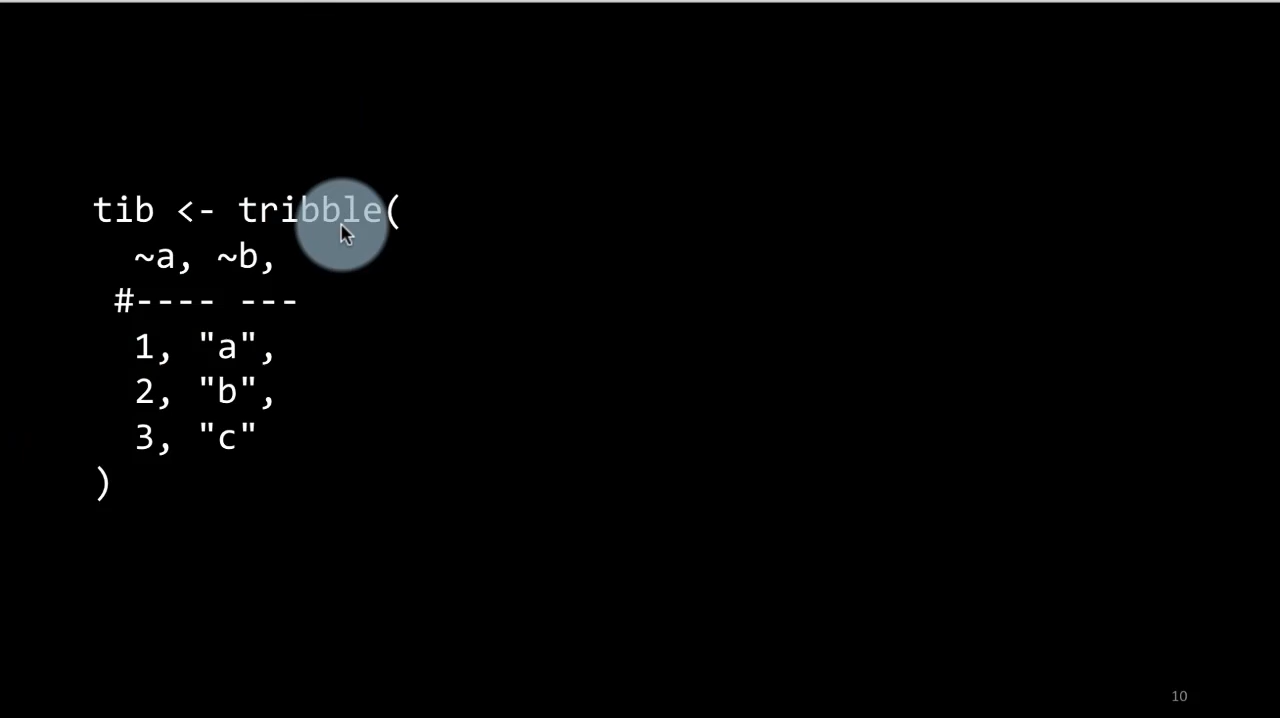 tib <- tribble(
~a, ~b,
#---- ---
1, "a",
2, "b",
3, "c"
)
10